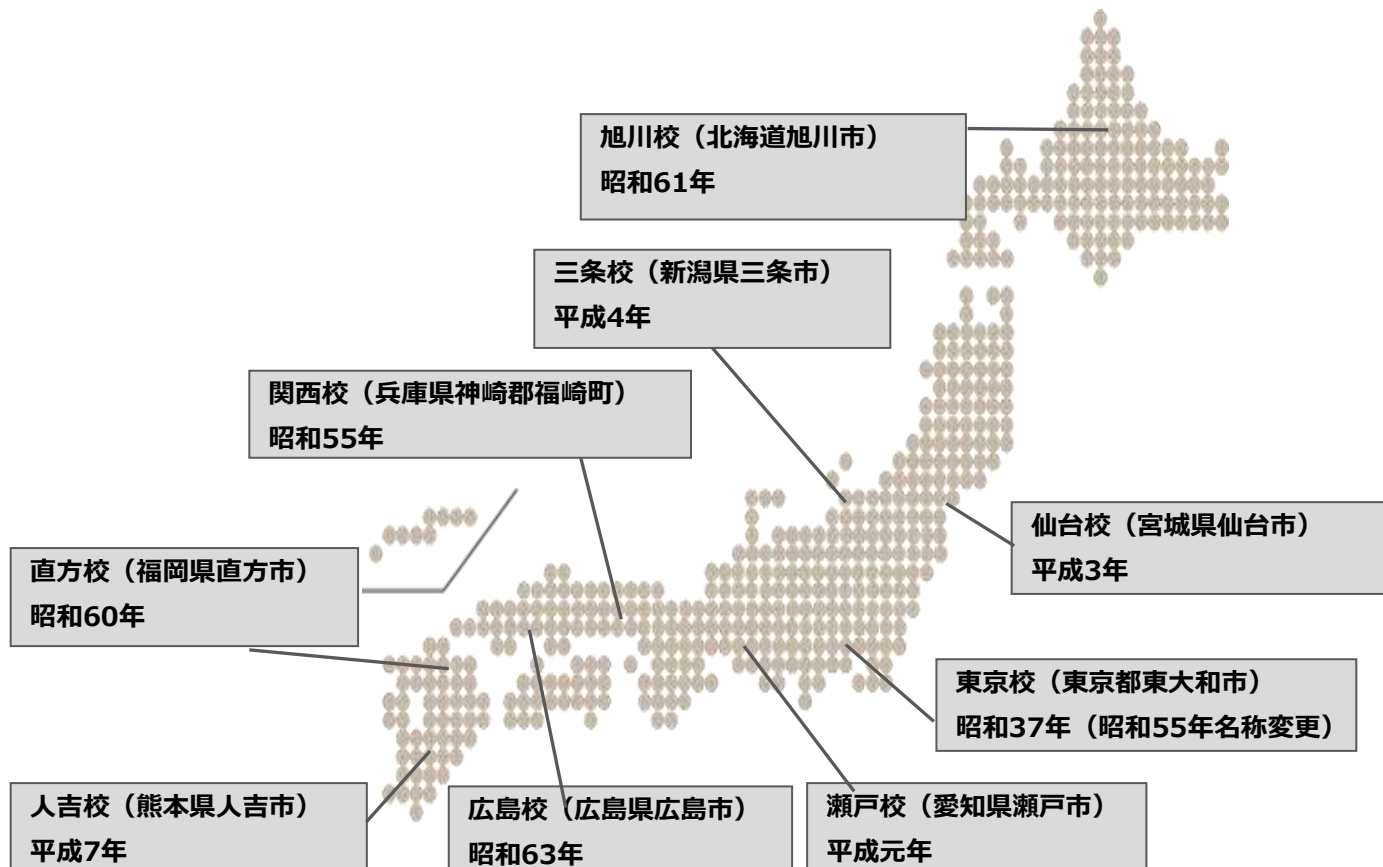 旭川校（北海道旭川市）
昭和61年
三条校（新潟県三条市）
平成4年
関西校（兵庫県神崎郡福崎町）
昭和55年
仙台校（宮城県仙台市）
平成3年
直方校（福岡県直方市）
昭和60年
東京校（東京都東大和市）
昭和37年（昭和55年名称変更）
人吉校（熊本県人吉市）
平成7年
広島校（広島県広島市）
昭和63年
瀬戸校（愛知県瀬戸市）
平成元年